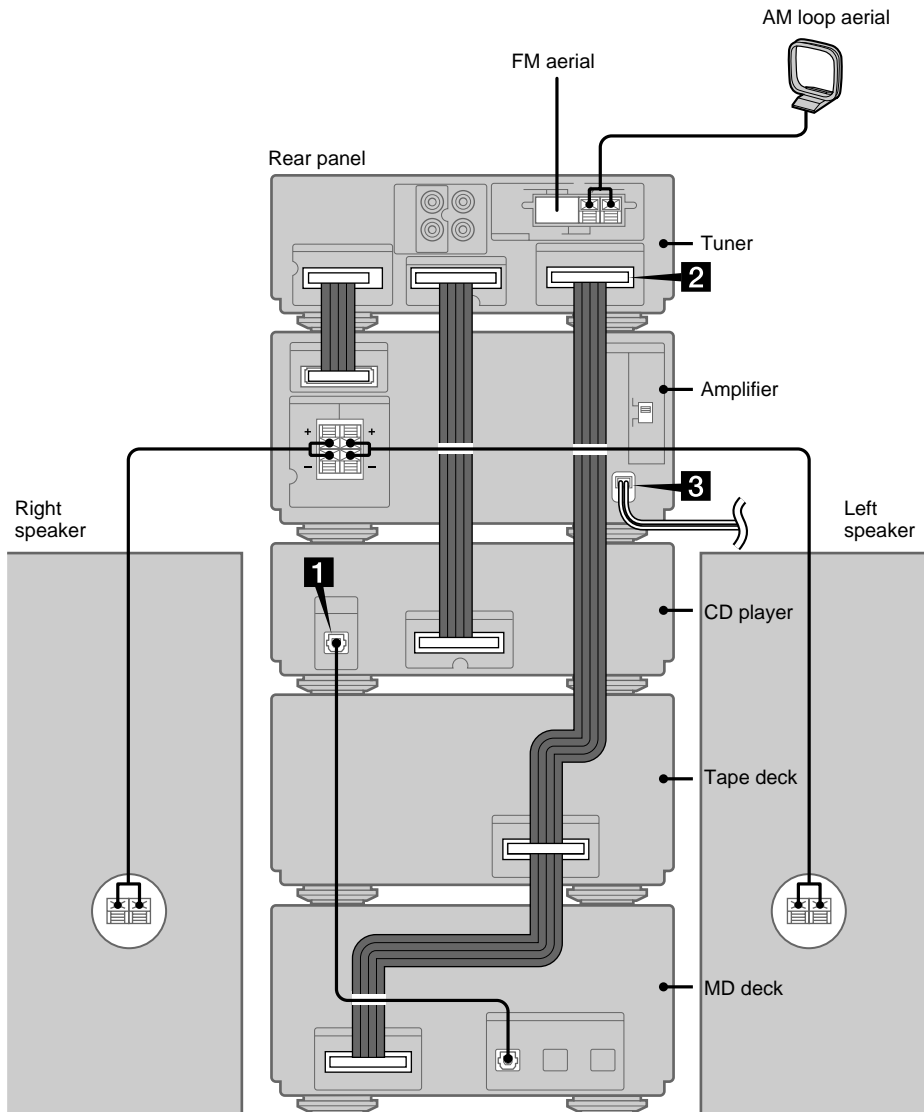 AM loop aerial
FM aerial
Rear panel
Tuner
2
Amplifier
+ +
– –
3
Right
speaker
Left
speaker
1
CD player
Tape deck
MD deck